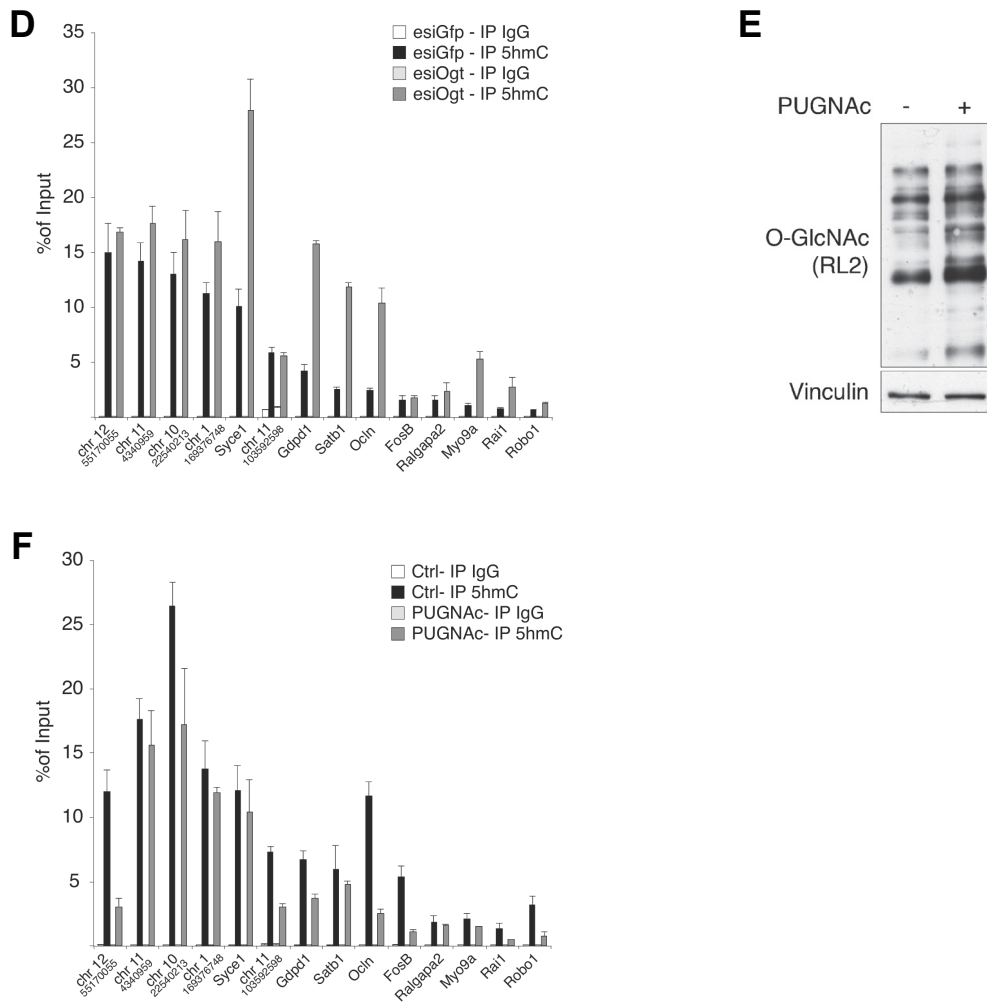 D
35
30
25
20
15
10
5
%of Input
esiGfp - IP IgG
esiGfp - IP 5hmC
esiOgt - IP IgG
esiOgt - IP 5hmC
chr 12
55170055
chr 11
4340959
chr 10
22540213
chr 1
169376748
Syce1
chr 11
103592598
Gdpd1
Satb1
Ocln
FosB
Ralgapa2
Myo9a
Rai1
Robo1
E
PUGNAc - +
O-GlcNAc
(RL2)
Vinculin
F
30
25
20
15
10
5
%of Input
Ctrl- IP IgG
Ctrl- IP 5hmC
PUGNAc- IP IgG
PUGNAc- IP 5hmC
chr 12
55170055
chr 11
4340959
chr 10
22540213
chr 1
169376748
Syce1
chr 11
103592598
Gdpd1
Satb1
Ocln
FosB
Ralgapa2
Myo9a
Rai1
Robo1